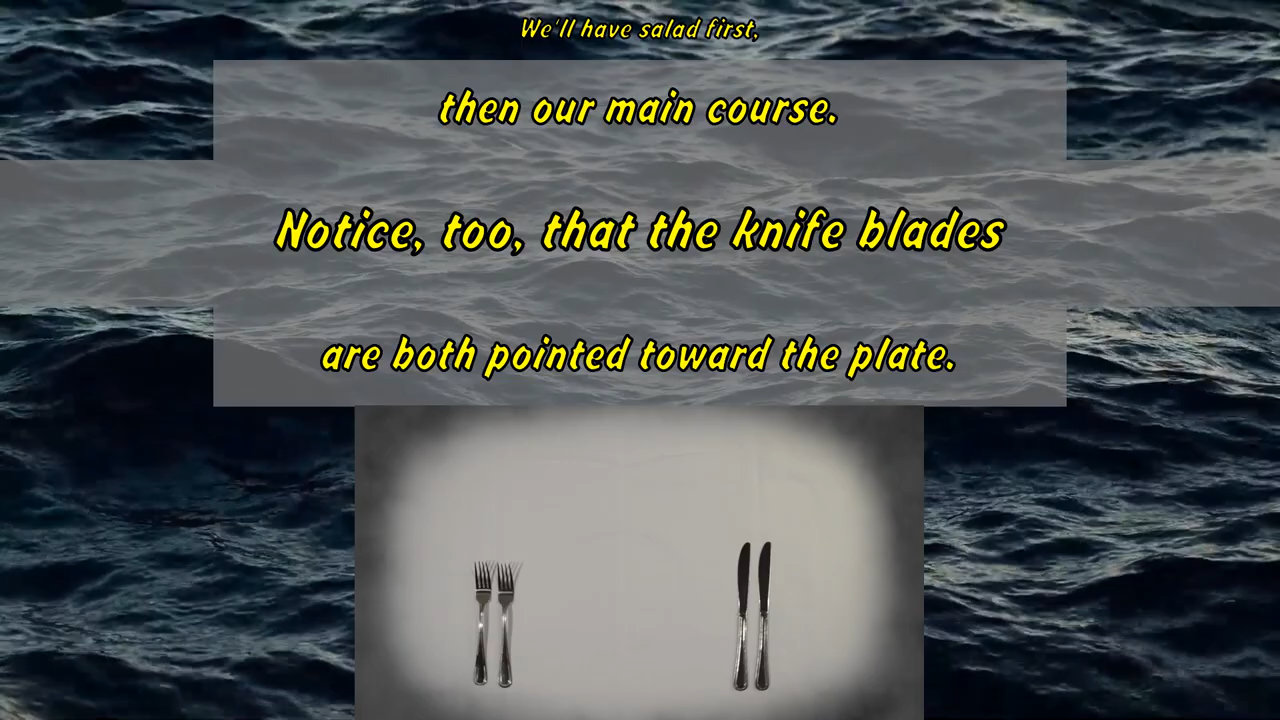 We'll have salad first,
then our main course.
Notice, too, that the knife blades
are both pointed toward the plate.